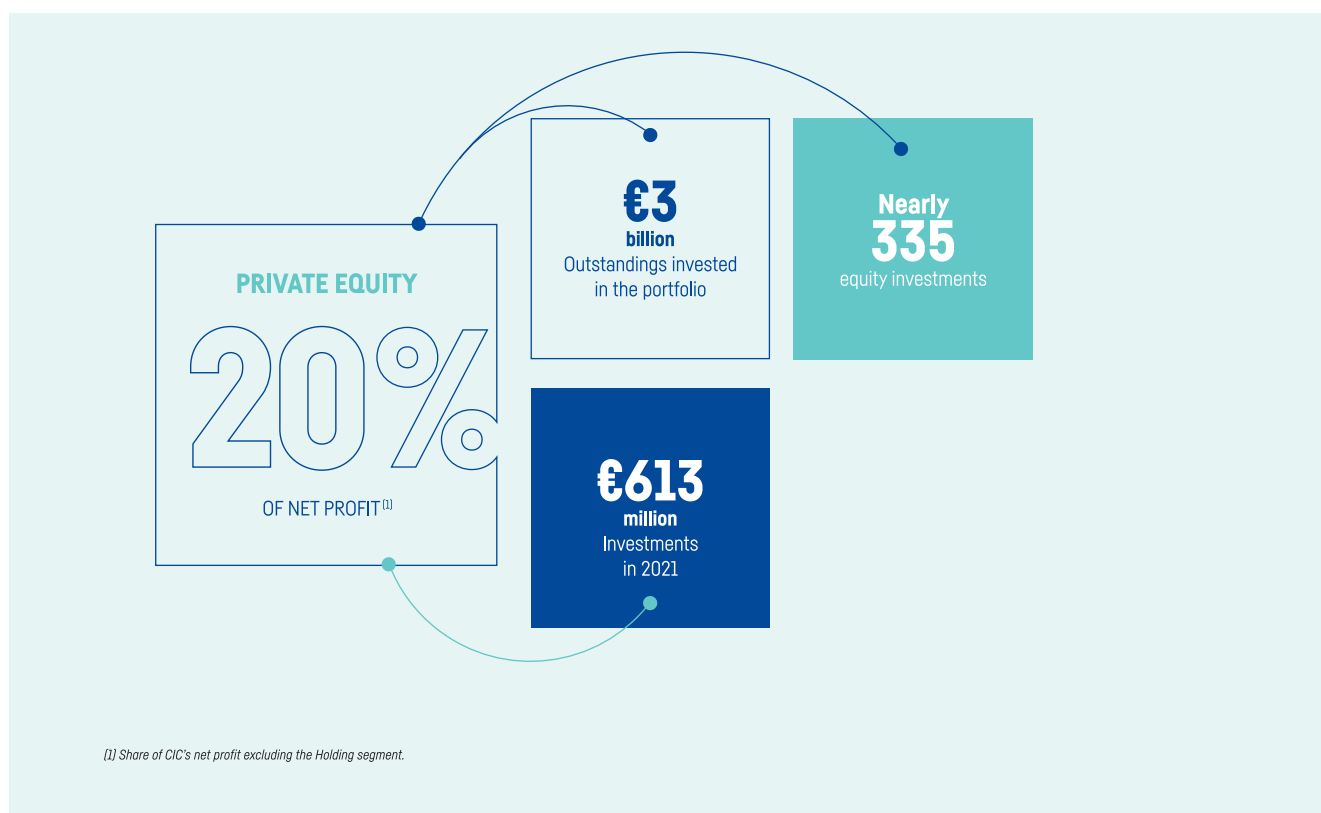 PRIVATE EQUITY
20%
OF NET PROFIT(1)
€3
billion
Outstandings invested
in the portfolio
Nearly
335
equity investments
€613
million
Investments
in 2021
(1) Share of CIC's net profit excluding the Holding segment.